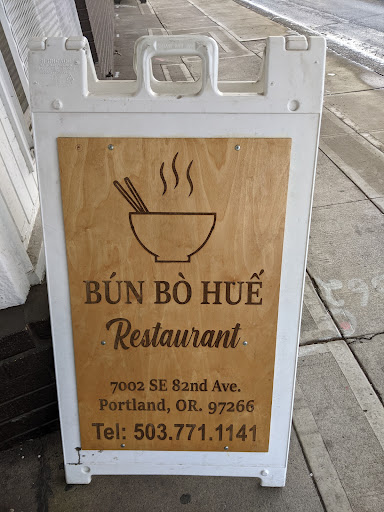 BÚN BÒ HUẾ
Restaurant
7002 SE 82nd Ave.
Portland, OR. 97266
Tel: 503.771.1141